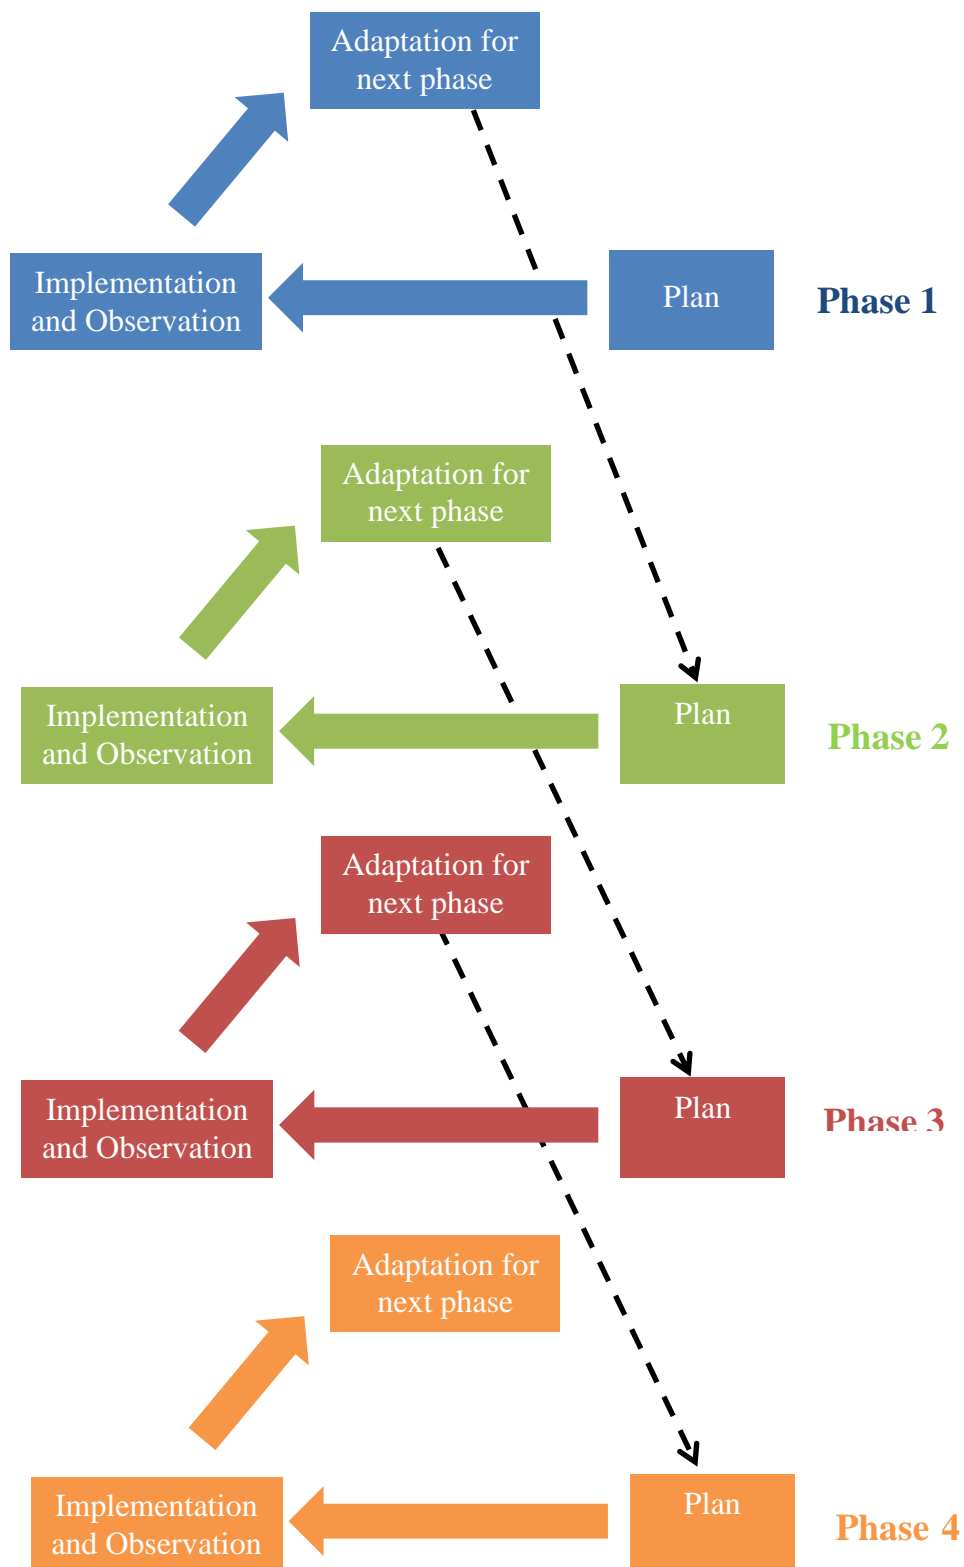 Adaptation for
next phase
Implementation
and Observation
Plan
Phase 1
Adaptation for
next phase
Implementation
and Observation
Plan
Phase 2
Adaptation for
next phase
Implementation
and Observation
Plan
Phase 3
Adaptation for
next phase
Implementation
and Observation
Plan
Phase 4